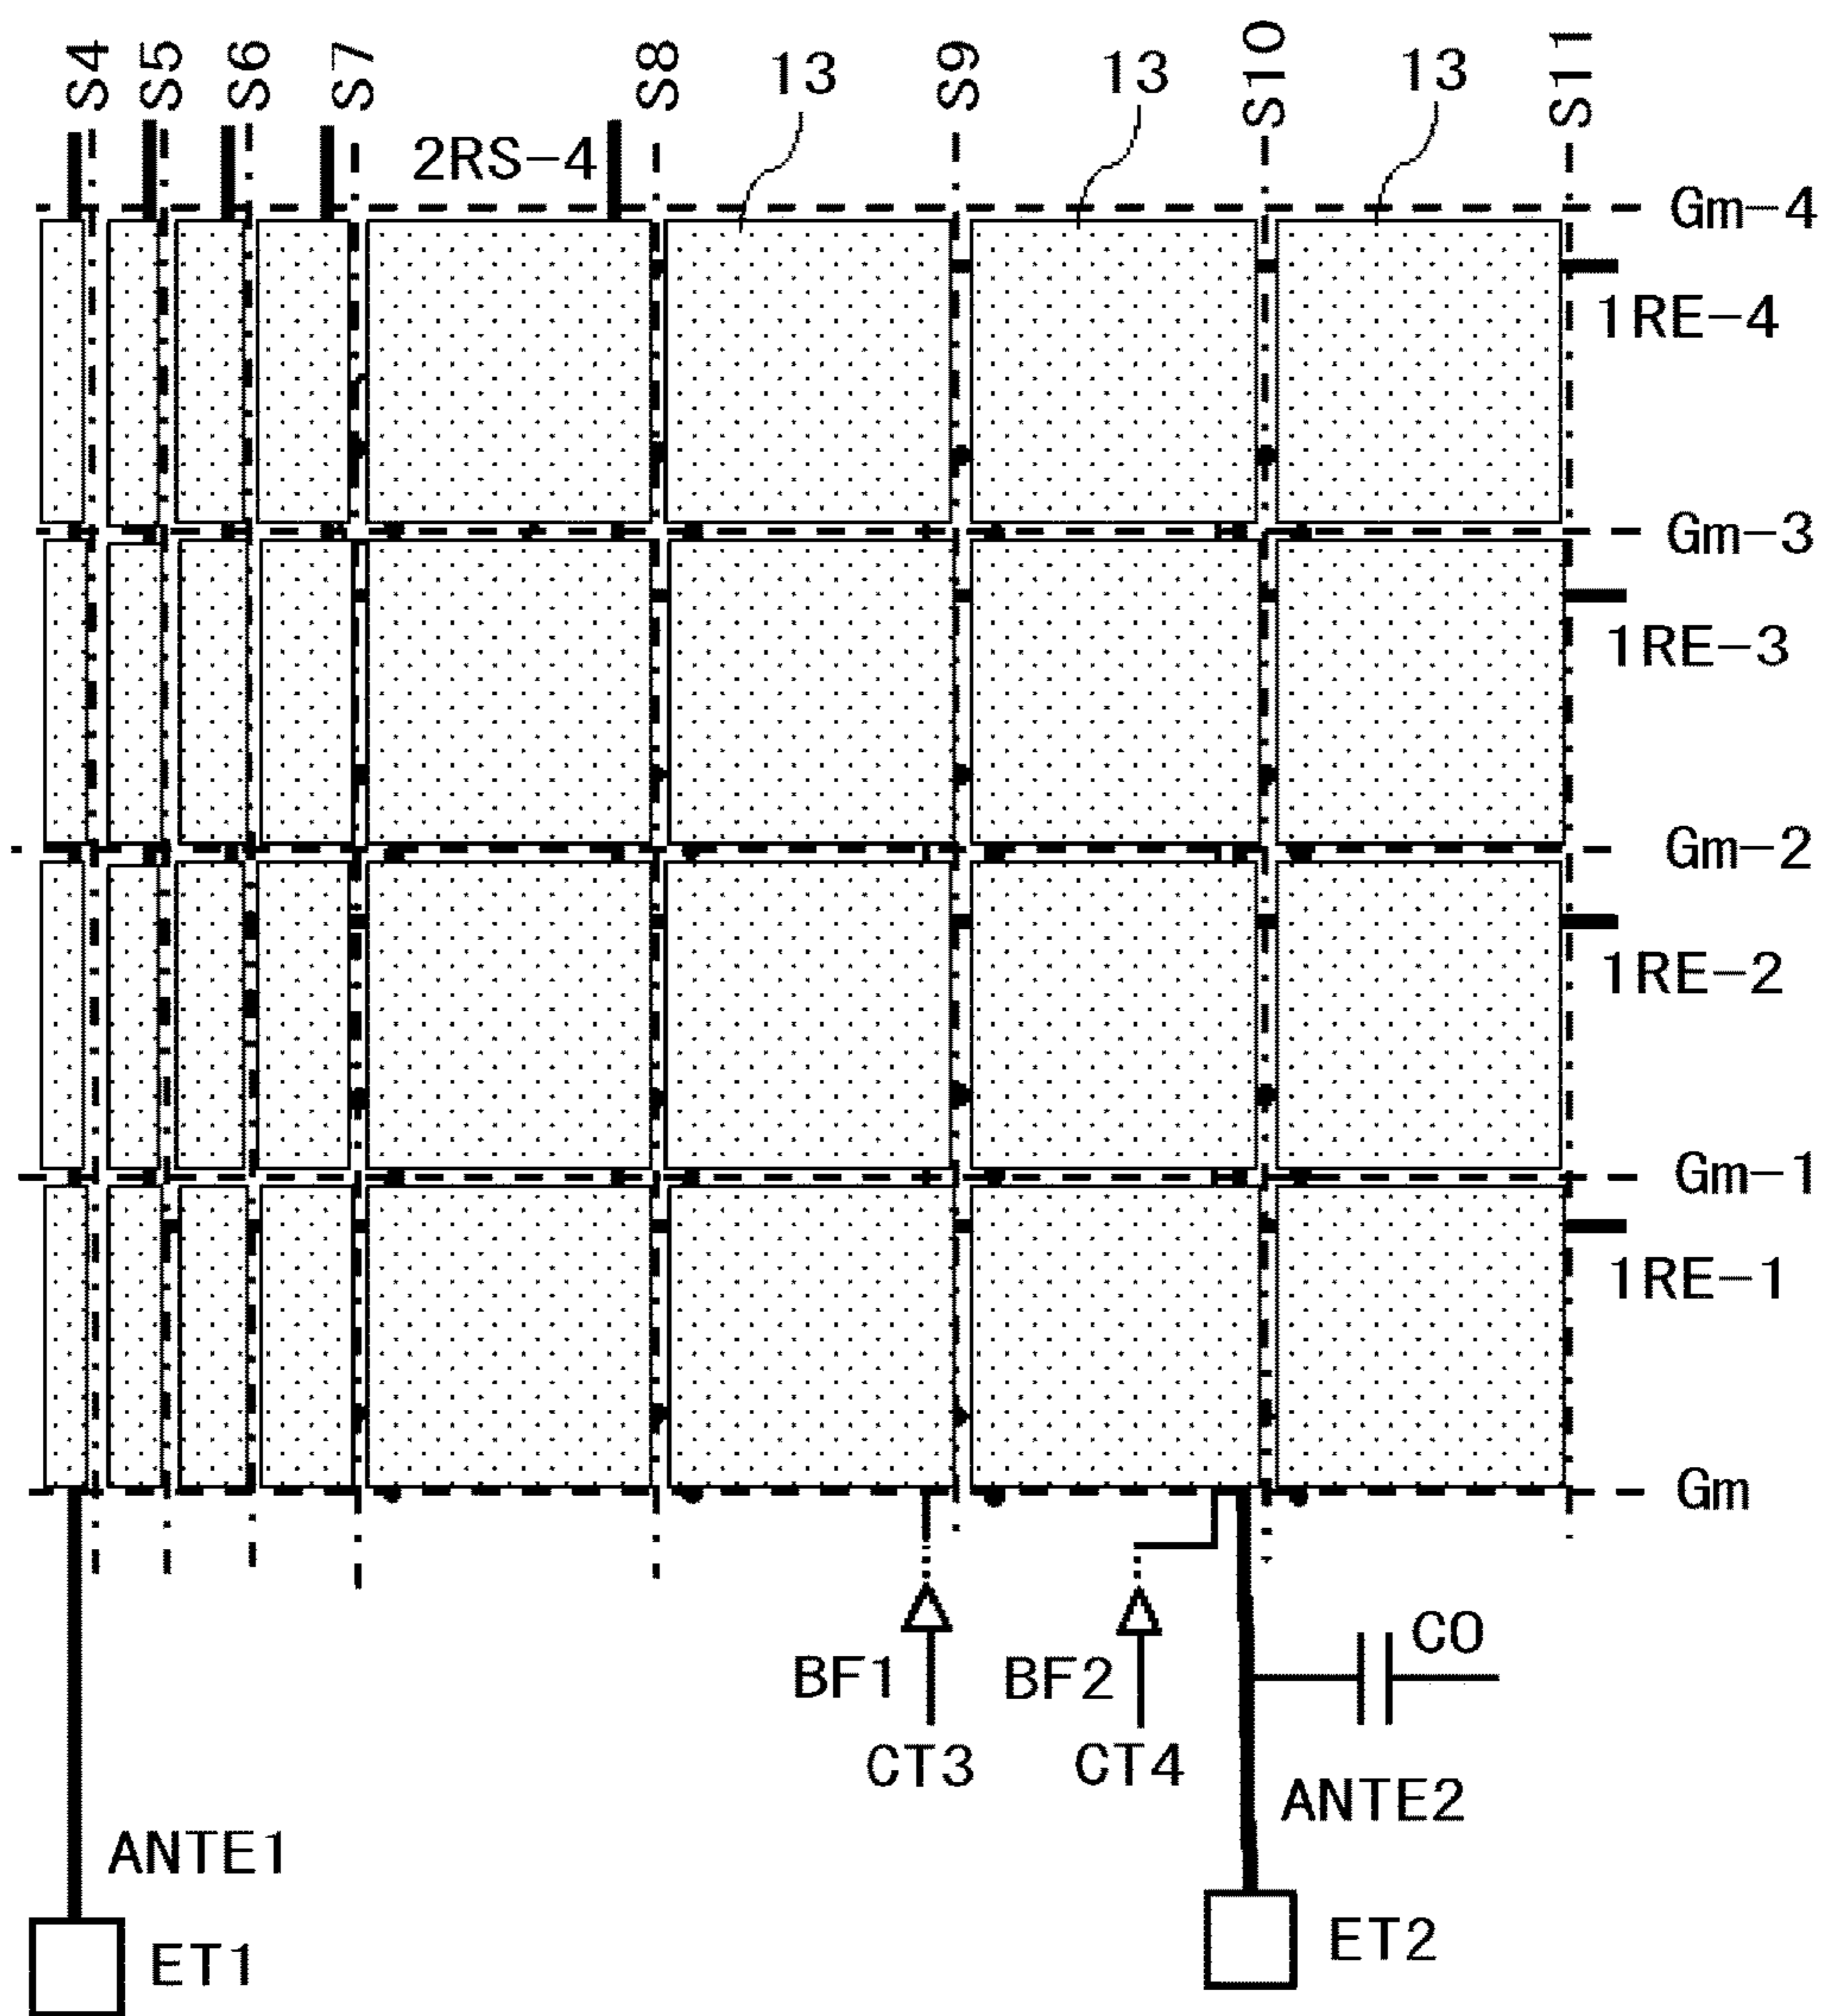 S4
S5
S6
S7
S8
13
S9
13
S10
13
S11
2RS-4
Gm-4
1RE-4
Gm-3
1RE-3
Gm-2
1RE-2
Gm-1
1RE-1
Gm
C0
BF1
BF2
CT3
CT4
ANTE2
ANTE1
ET2
ET1